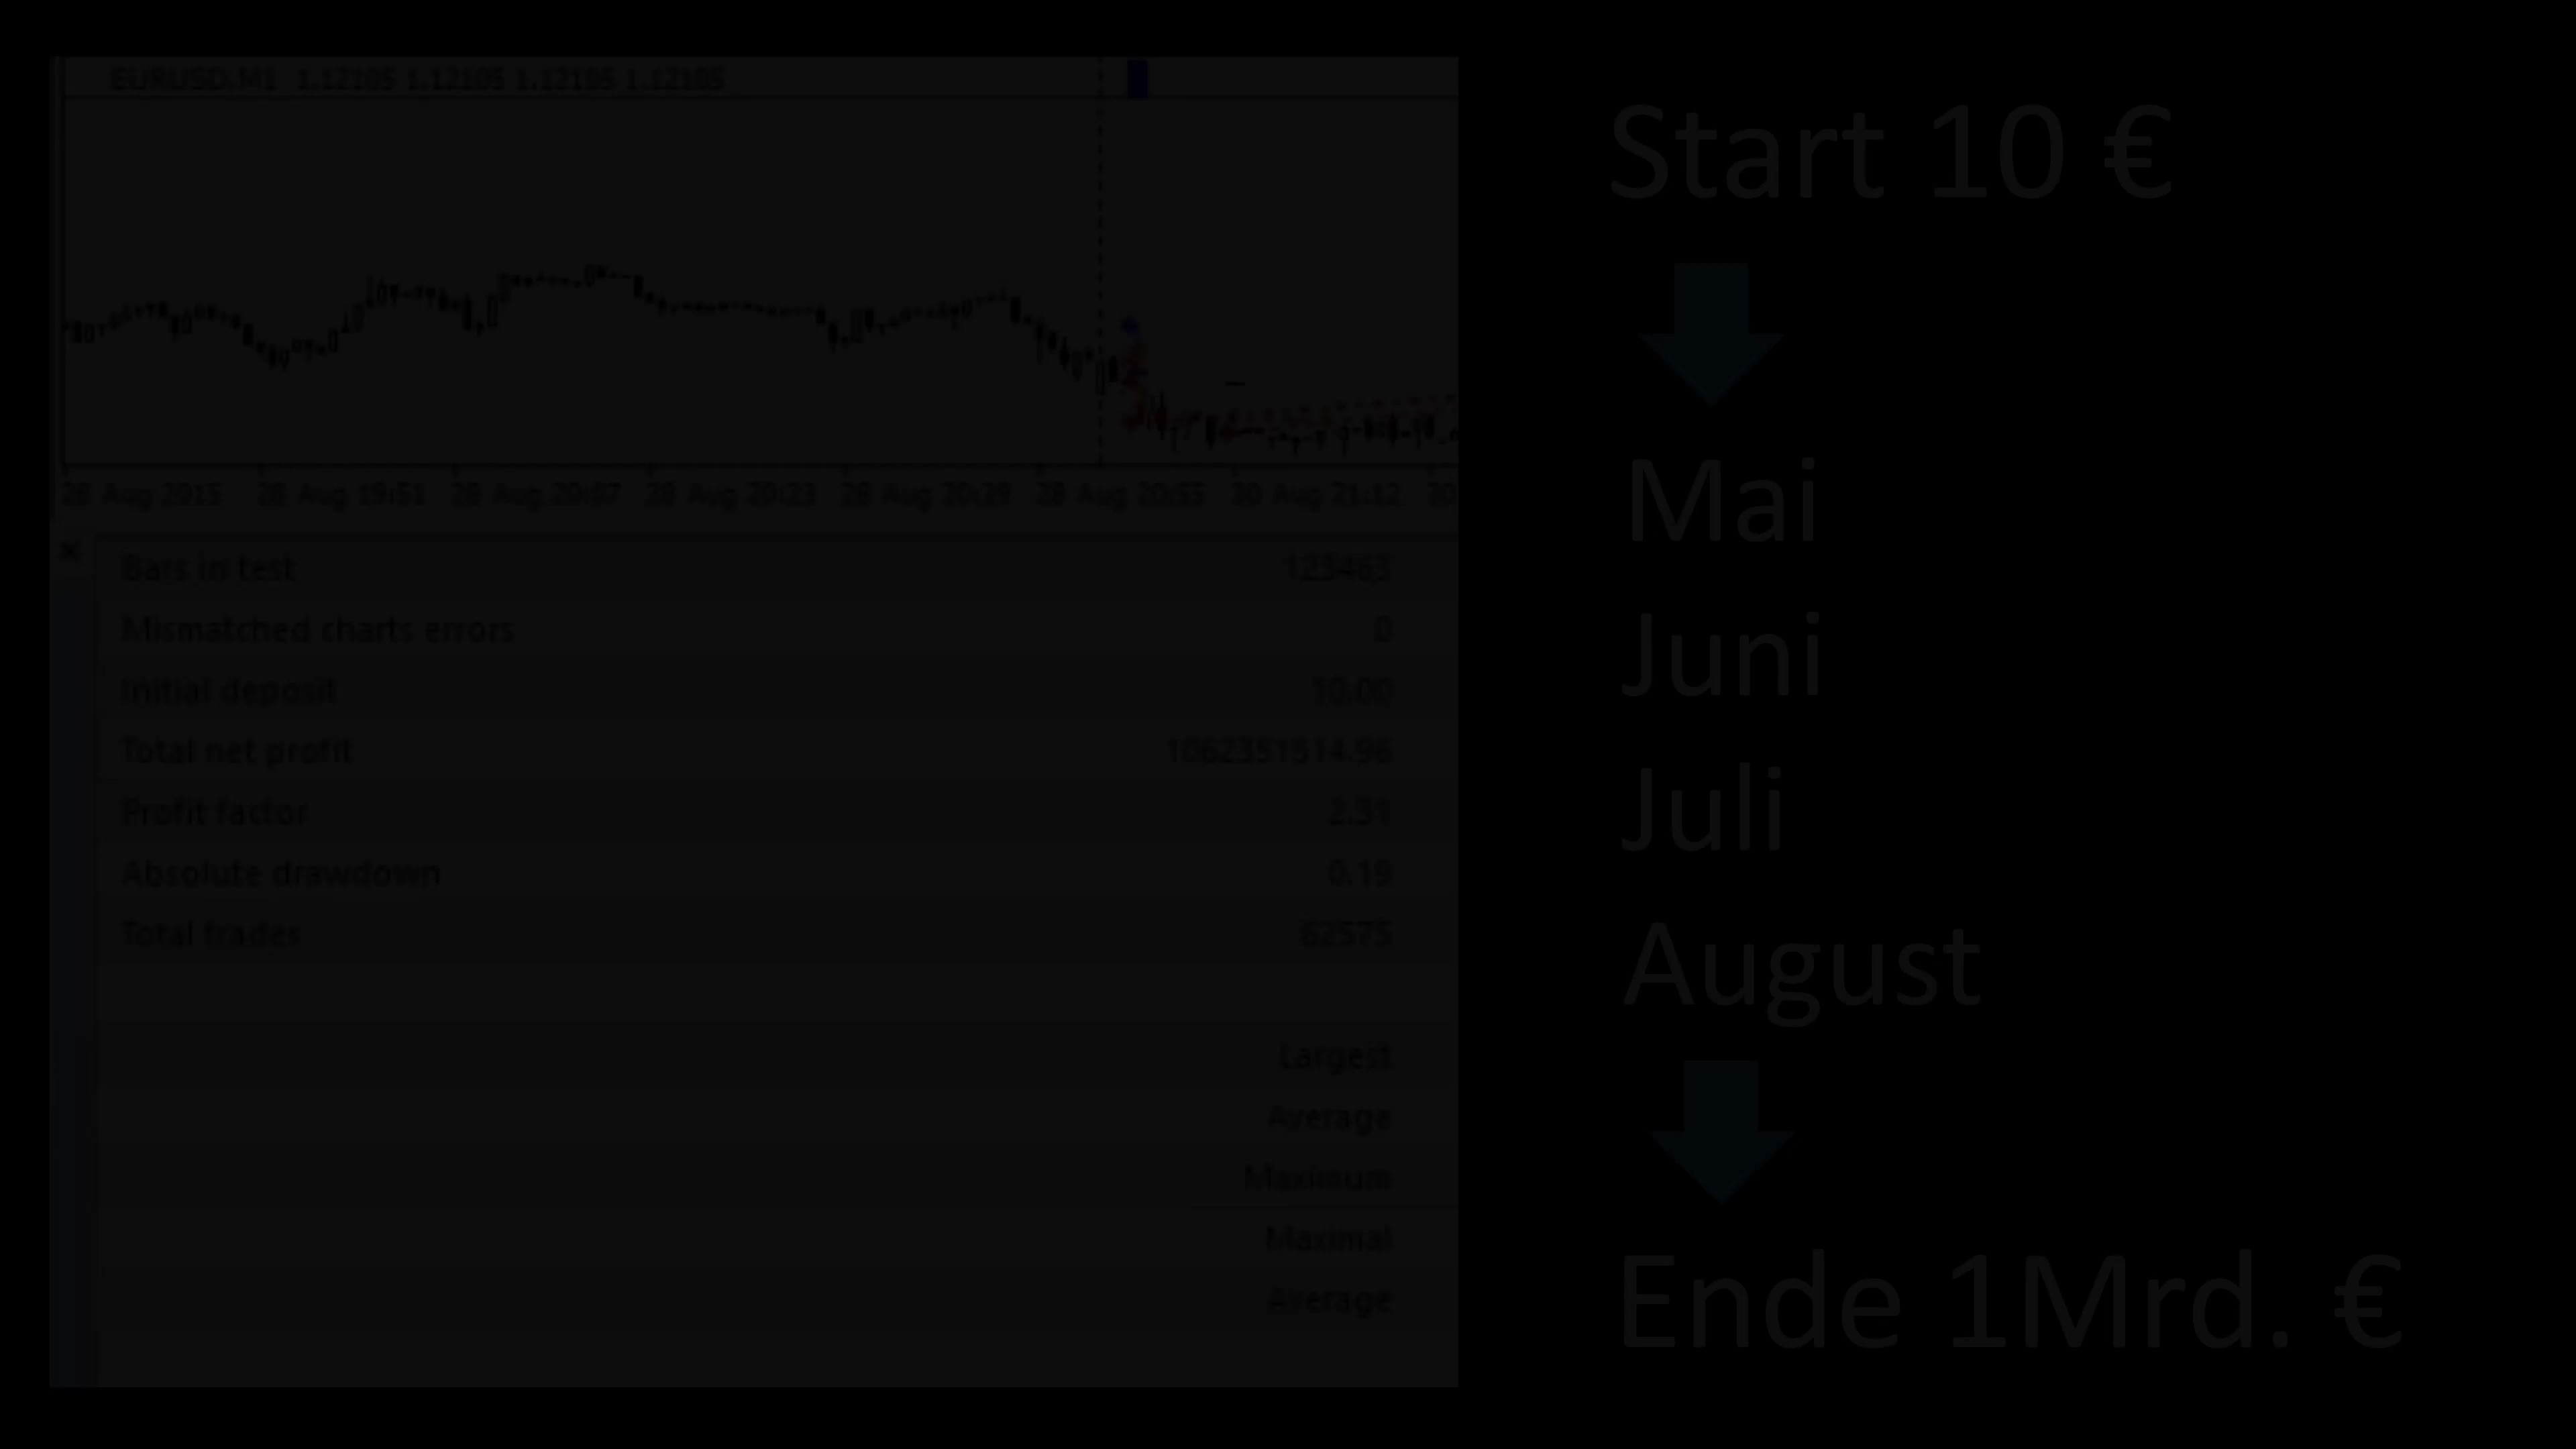 EURUSD,M1 1.12105 1.12105 1.12105 1.12105
28 Aug 2015 28 Aug 19:51 28 Aug 20:07 28 Aug 20:23 28 Aug 20:39 28 Aug 20:55 30 Aug 21:12 30
Bars in test 123463
Mismatched charts errors 0
Initial deposit 10.00
Total net profit 1062351514.96
Profit factor 2.31
Absolute drawdown 0.19
Total trades 62575
Largest
Average
Maximum
Maximal
Average
Start 10 €
Mai
Juni
Juli
August
Ende 1Mrd. €